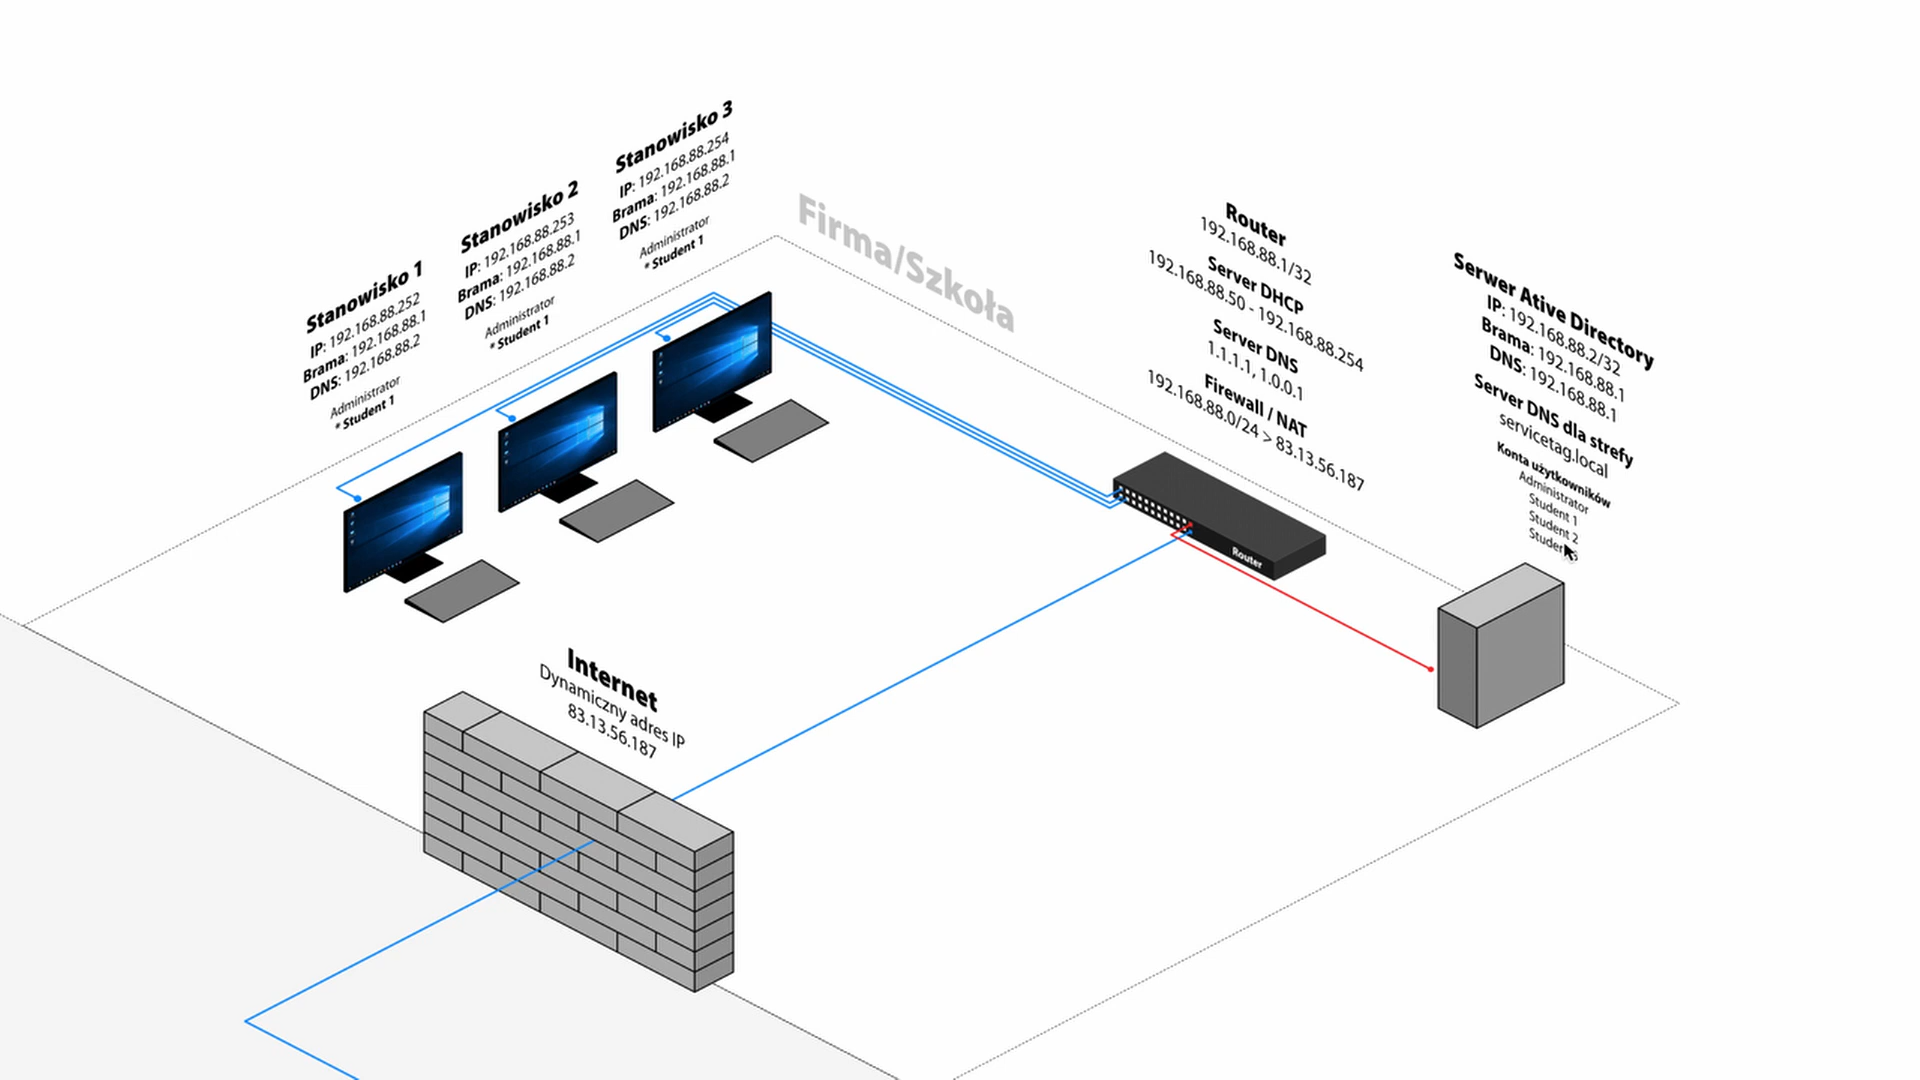 Stanowisko 1
IP: 192.168.88.252
Brama: 192.168.88.1
DNS: 192.168.88.2
Administrator
* Student 1
Stanowisko 2
IP: 192.168.88.253
Brama: 192.168.88.1
DNS: 192.168.88.2
Administrator
* Student 1
Stanowisko 3
IP: 192.168.88.254
Brama: 192.168.88.1
DNS: 192.168.88.2
Administrator
* Student 1
Firma/Szkoła
Router
192.168.88.1/32
Server DHCP
192.168.88.50 - 192.168.88.254
Server DNS
1.1.1.1, 1.0.0.1
Firewall / NAT
192.168.88.0/24 > 83.13.56.187
Serwer Ative Directory
IP: 192.168.88.2/32
Brama: 192.168.88.1
DNS: 192.168.88.1
Server DNS dla strefy
servicetag.local
Konta użytkowników
Administrator
Student 1
Student 2
Router
Internet
Dynamiczny adres IP
83.13.56.187